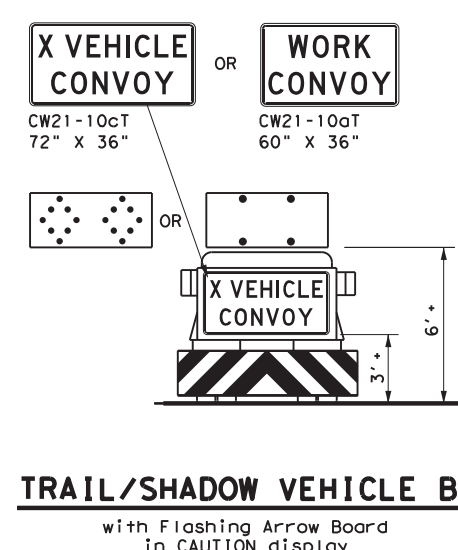 X VEHICLE
CONVOY
OR
WORK
CONVOY
CW21-10cT
72" X 36"
CW21-10aT
60" X 36"
OR
X VEHICLE
CONVOY
6' +
3' +
TRAIL/SHADOW VEHICLE B
with Flashing Arrow Board
in CAUTION display